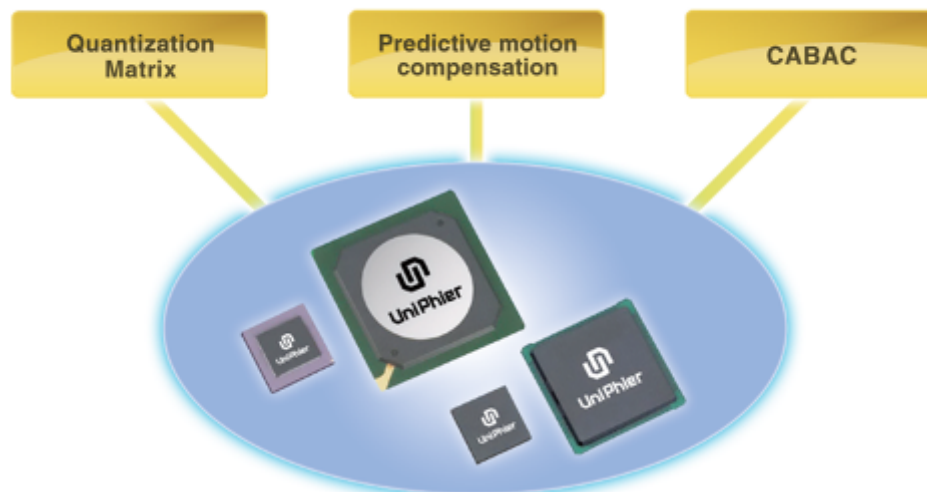 Quantization
Matrix
Predictive motion
compensation
CABAC
UniPhier
UniPhier
UniPhier
UniPhier